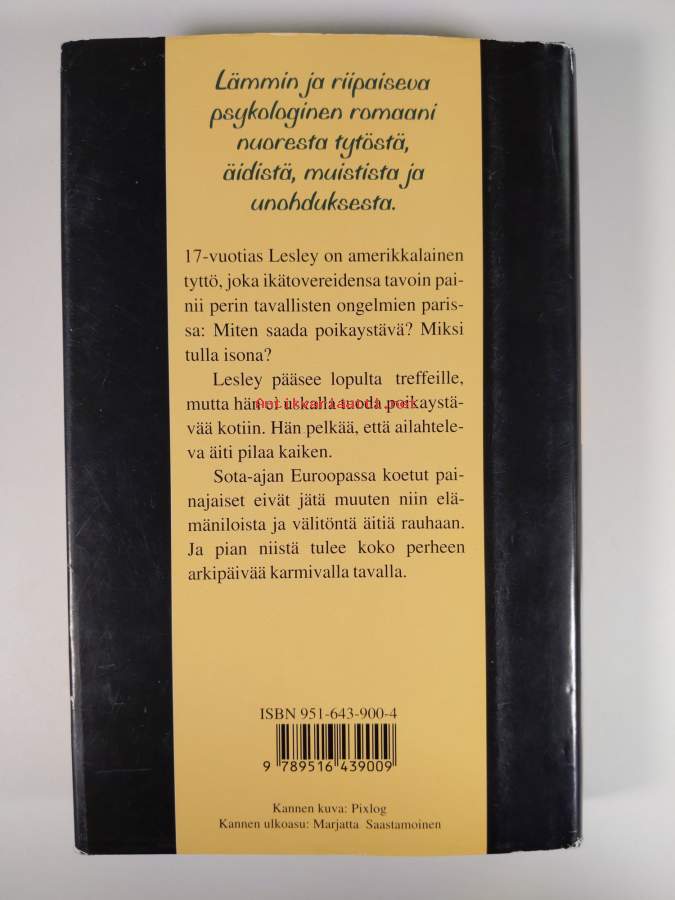 Lämmin ja riipaiseva
psykologinen romaani
nuoresta tytöstä,
äidistä, muistista ja
unohduksesta.
17-vuotias Lesley on amerikkalainen
tyttö, joka ikätovereidensa tavoin pai-
nii perin tavallisten ongelmien paris-
sa: Miten saada poikaystävä? Miksi
tulla isona?
Lesley pääsee lopulta treffeille,
mutta hän ei uskalla tuoda poikaystä-
Antikvariaatti.net
vää kotiin. Hän pelkää, että ailahtele-
va äiti pilaa kaiken.
Sota-ajan Euroopassa koetut pai-
najaiset eivät jätä muuten niin elä-
mäniloista ja välitöntä äitiä rauhaan.
Ja pian niistä tulee koko perheen
arkipäivää karmivalla tavalla.
ISBN 951-643-900-4
9 789516 439009
Kannen kuva: Pixlog
Kannen ulkoasu: Marjatta Saastamoinen